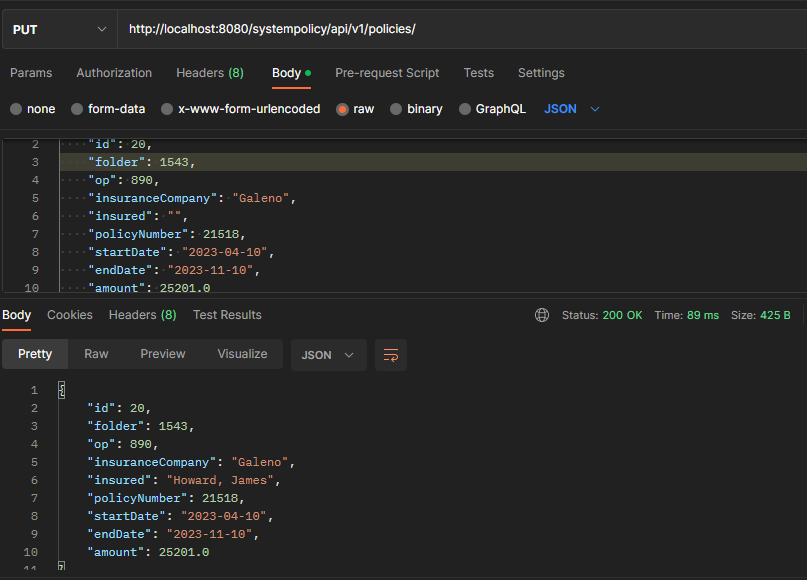 PUT http://localhost:8080/systempolicy/api/v1/policies/
Params Authorization Headers (8) Body Pre-request Script Tests Settings
none form-data x-www-form-urlencoded raw binary GraphQL JSON
2 "id": 20,
3 "folder": 1543,
4 "op": 890,
5 "insuranceCompany": "Galeno",
6 "insured": "",
7 "policyNumber": 21518,
8 "startDate": "2023-04-10",
9 "endDate": "2023-11-10",
10 "amount": 25201.0
Body Cookies Headers (8) Test Results Status: 200 OK Time: 89 ms Size: 425 B
Pretty Raw Preview Visualize JSON
1 {
2 "id": 20,
3 "folder": 1543,
4 "op": 890,
5 "insuranceCompany": "Galeno",
6 "insured": "Howard, James",
7 "policyNumber": 21518,
8 "startDate": "2023-04-10",
9 "endDate": "2023-11-10",
10 "amount": 25201.0
11 }